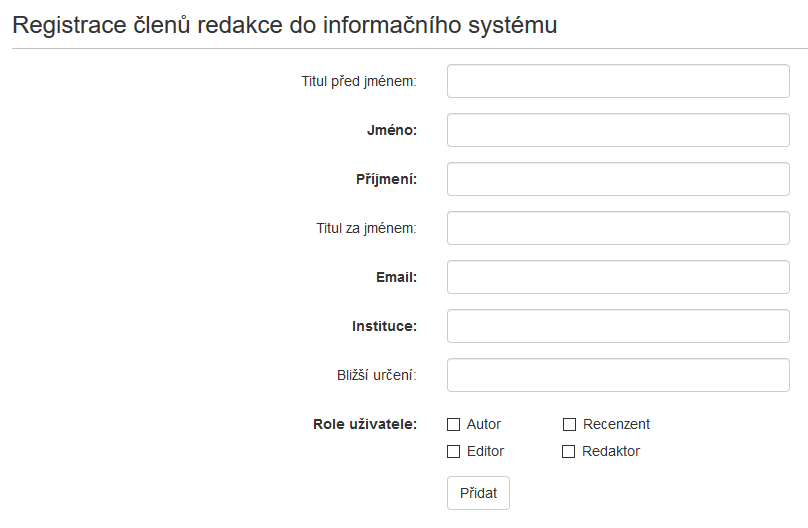 Registrace členů redakce do informačního systému
Titul před jménem:
Jméno:
Příjmení:
Titul za jménem:
Email:
Instituce:
Bližší určení:
Role uživatele: Autor Recenzent
Editor Redaktor
Přidat